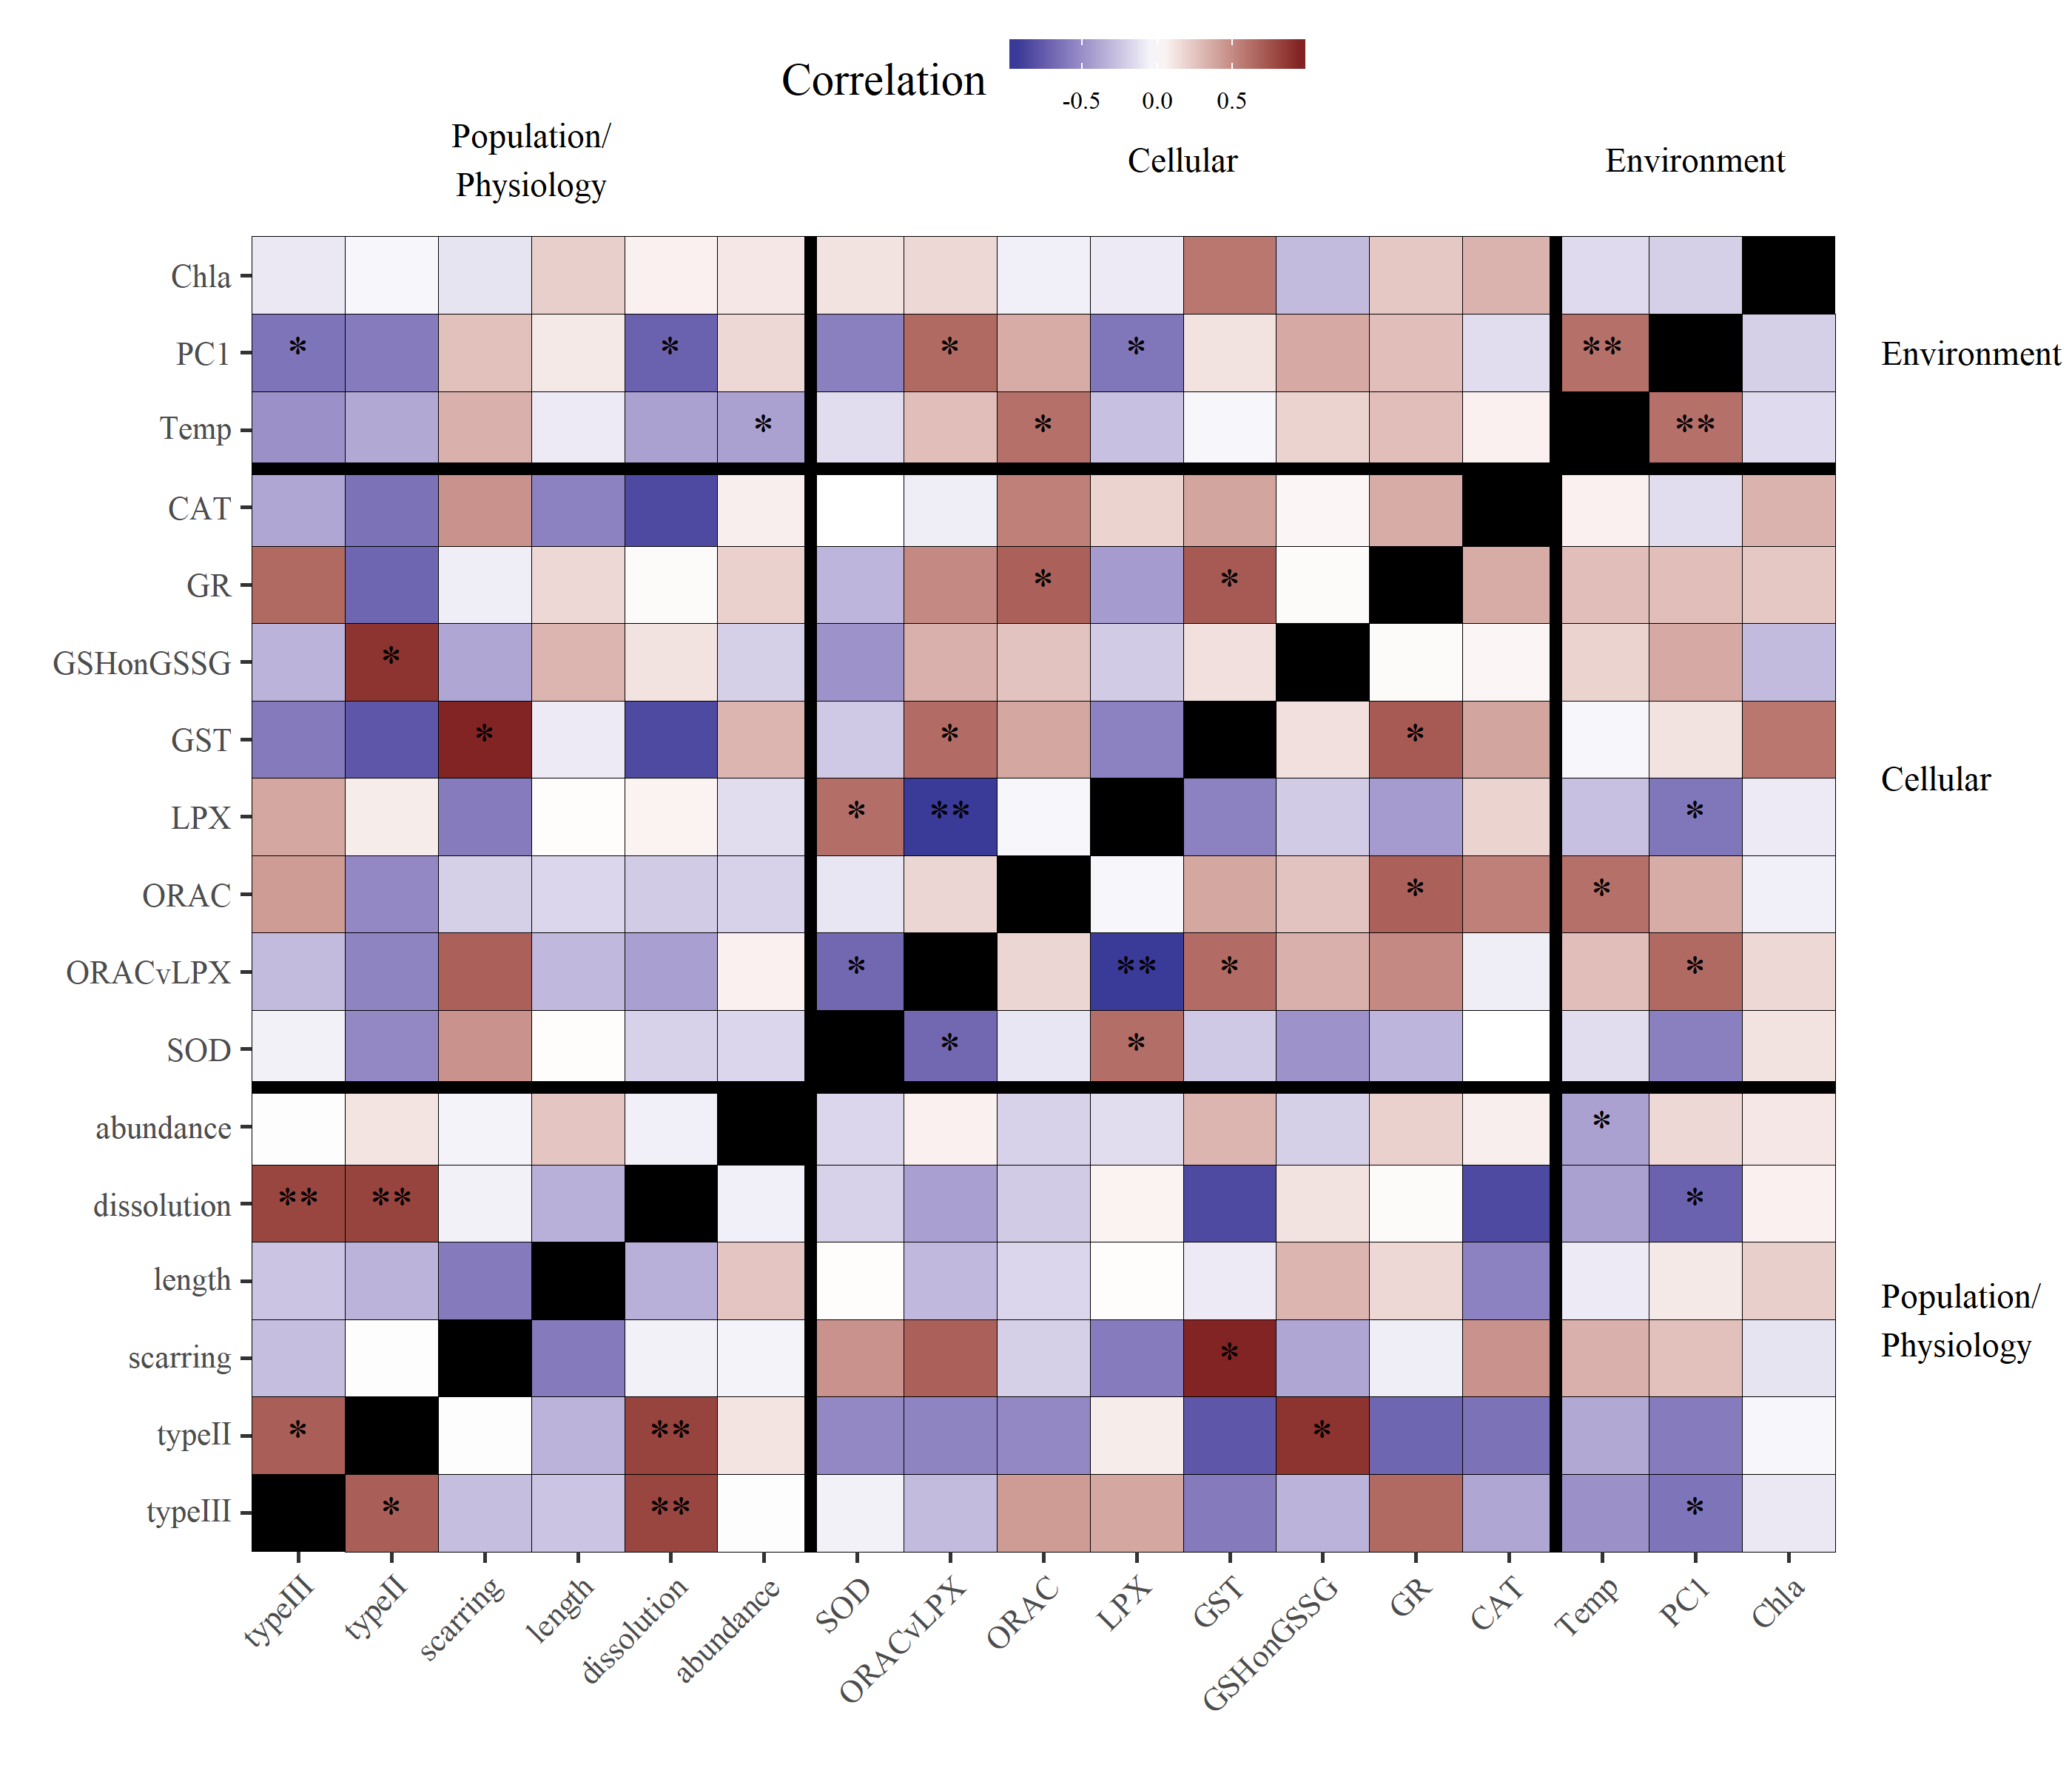 Correlation
-0.5 0.0 0.5
Population/
Physiology
Cellular
Environment
Chla
PC1 * * * * **
Environment
Temp * * **
CAT
GR * *
GSHonGSSG *
GST * * *
Cellular
LPX * ** *
ORAC * *
ORACvLPX * ** * *
SOD * *
abundance *
dissolution ** ** *
length
Population/
Physiology
scarring *
typeII * ** *
typeIII * ** *
typeIII typeII scarring length dissolution abundance SOD ORACvLPX ORAC LPX GST GSHonGSSG GR CAT Temp PC1 Chla